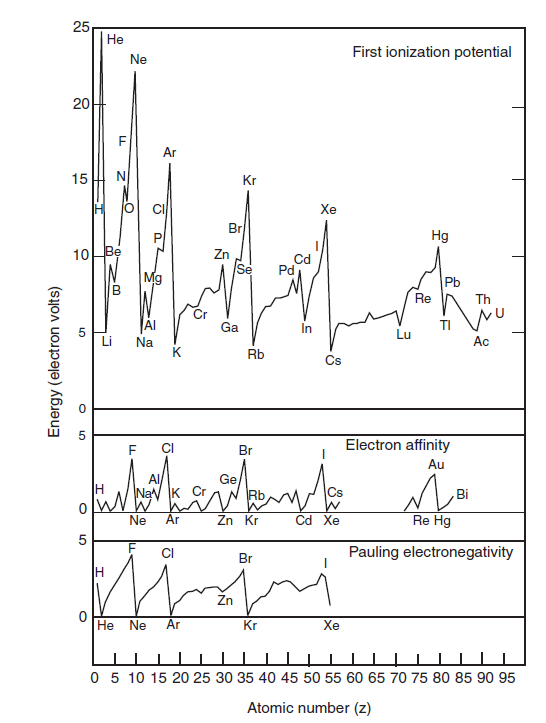 25
He
First ionization potential
Ne
20
F
Ar
15
N
Kr
H
O
Cl
Xe
Br
P
Hg
Be
Zn
10
Cd
I
Se
Pd
Mg
B
Pb
Re
Th
Cr
U
Al
Ga
In
5
Tl
Lu
Li
Na
Ac
K
Rb
Cs
0
Energy (electron volts)
5
Electron affinity
F
Cl
Br
I
Au
H
Na
Al
K
Cr
Ge
Rb
Cs
Bi
0
Ne
Ar
Zn
Kr
Cd
Xe
Re
Hg
5
Pauling electronegativity
F
Cl
Br
I
H
Zn
0
He
Ne
Ar
Kr
Xe
0 5 10 15 20 25 30 35 40 45 50 55 60 65 70 75 80 85 90 95
Atomic number (z)